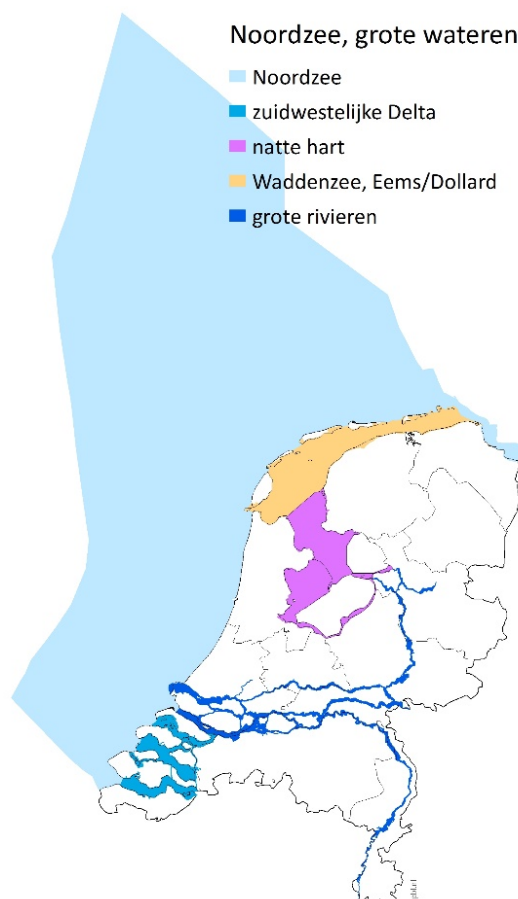 Noordzee, grote wateren
Noordzee
zuidwestelijke Delta
natte hart
Waddenzee, Eems/Dollard
grote rivieren